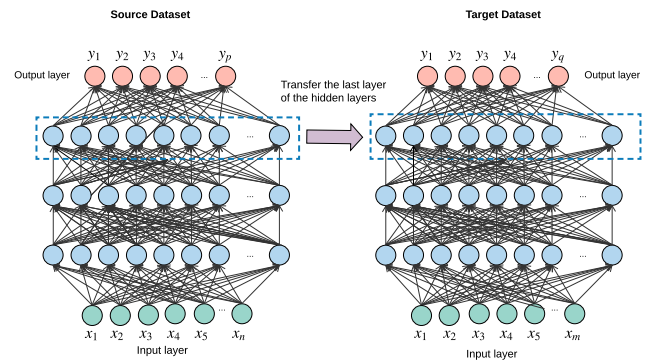 Source Dataset
Target Dataset
y1 y2 y3 y4 ... yp
y1 y2 y3 y4 ... yq
Output layer
Output layer
Transfer the last layer
of the hidden layers
...
...
...
...
...
...
x1 x2 x3 x4 x5 ... xn
x1 x2 x3 x4 x5 ... xm
Input layer
Input layer